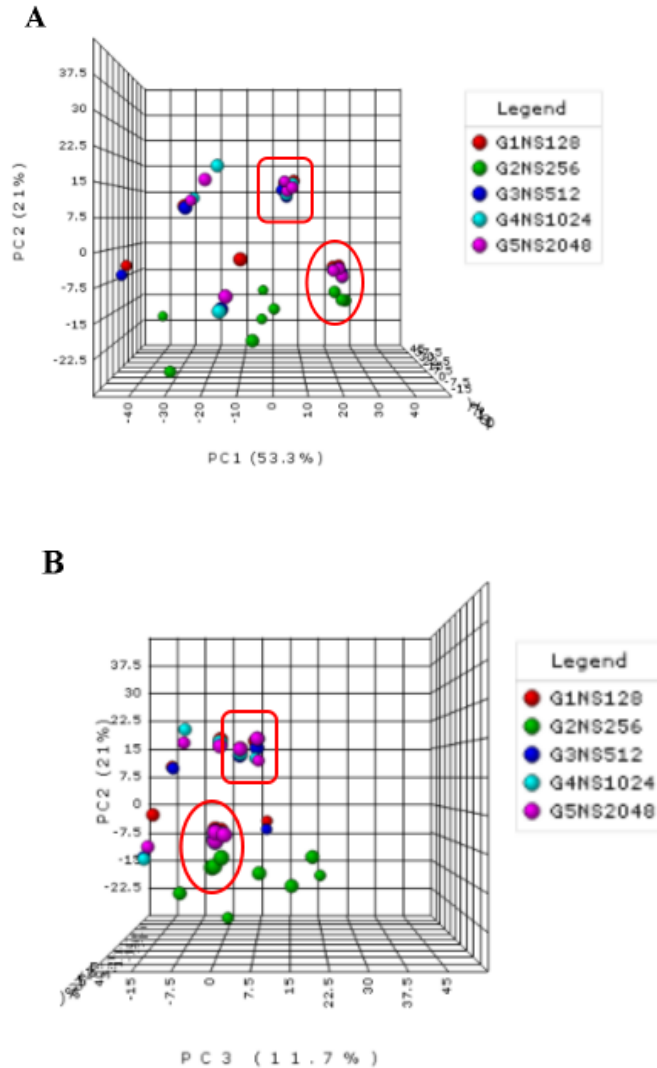 A
37.5
30
22.5
15
7.5
0
-7.5
-15
-22.5
PC2 (21%)
-40
-30
-20
-10
0
10
20
30
40
50
PC1 (53.3%)
Legend
G1NS128
G2NS256
G3NS512
G4NS1024
G5NS2048
B
37.5
30
22.5
15
7.5
0
-7.5
-15
-22.5
PC2 (21%)
-15
-7.5
0
7.5
15
22.5
30
37.5
45
PC3 (11.7%)
Legend
G1NS128
G2NS256
G3NS512
G4NS1024
G5NS2048